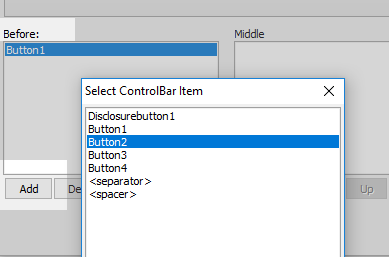 Before:
Middle
Button1
Select ControlBar Item
Disclosurebutton1
Button1
Button2
Button3
Button4
<separator>
<spacer>
Add
De
Up